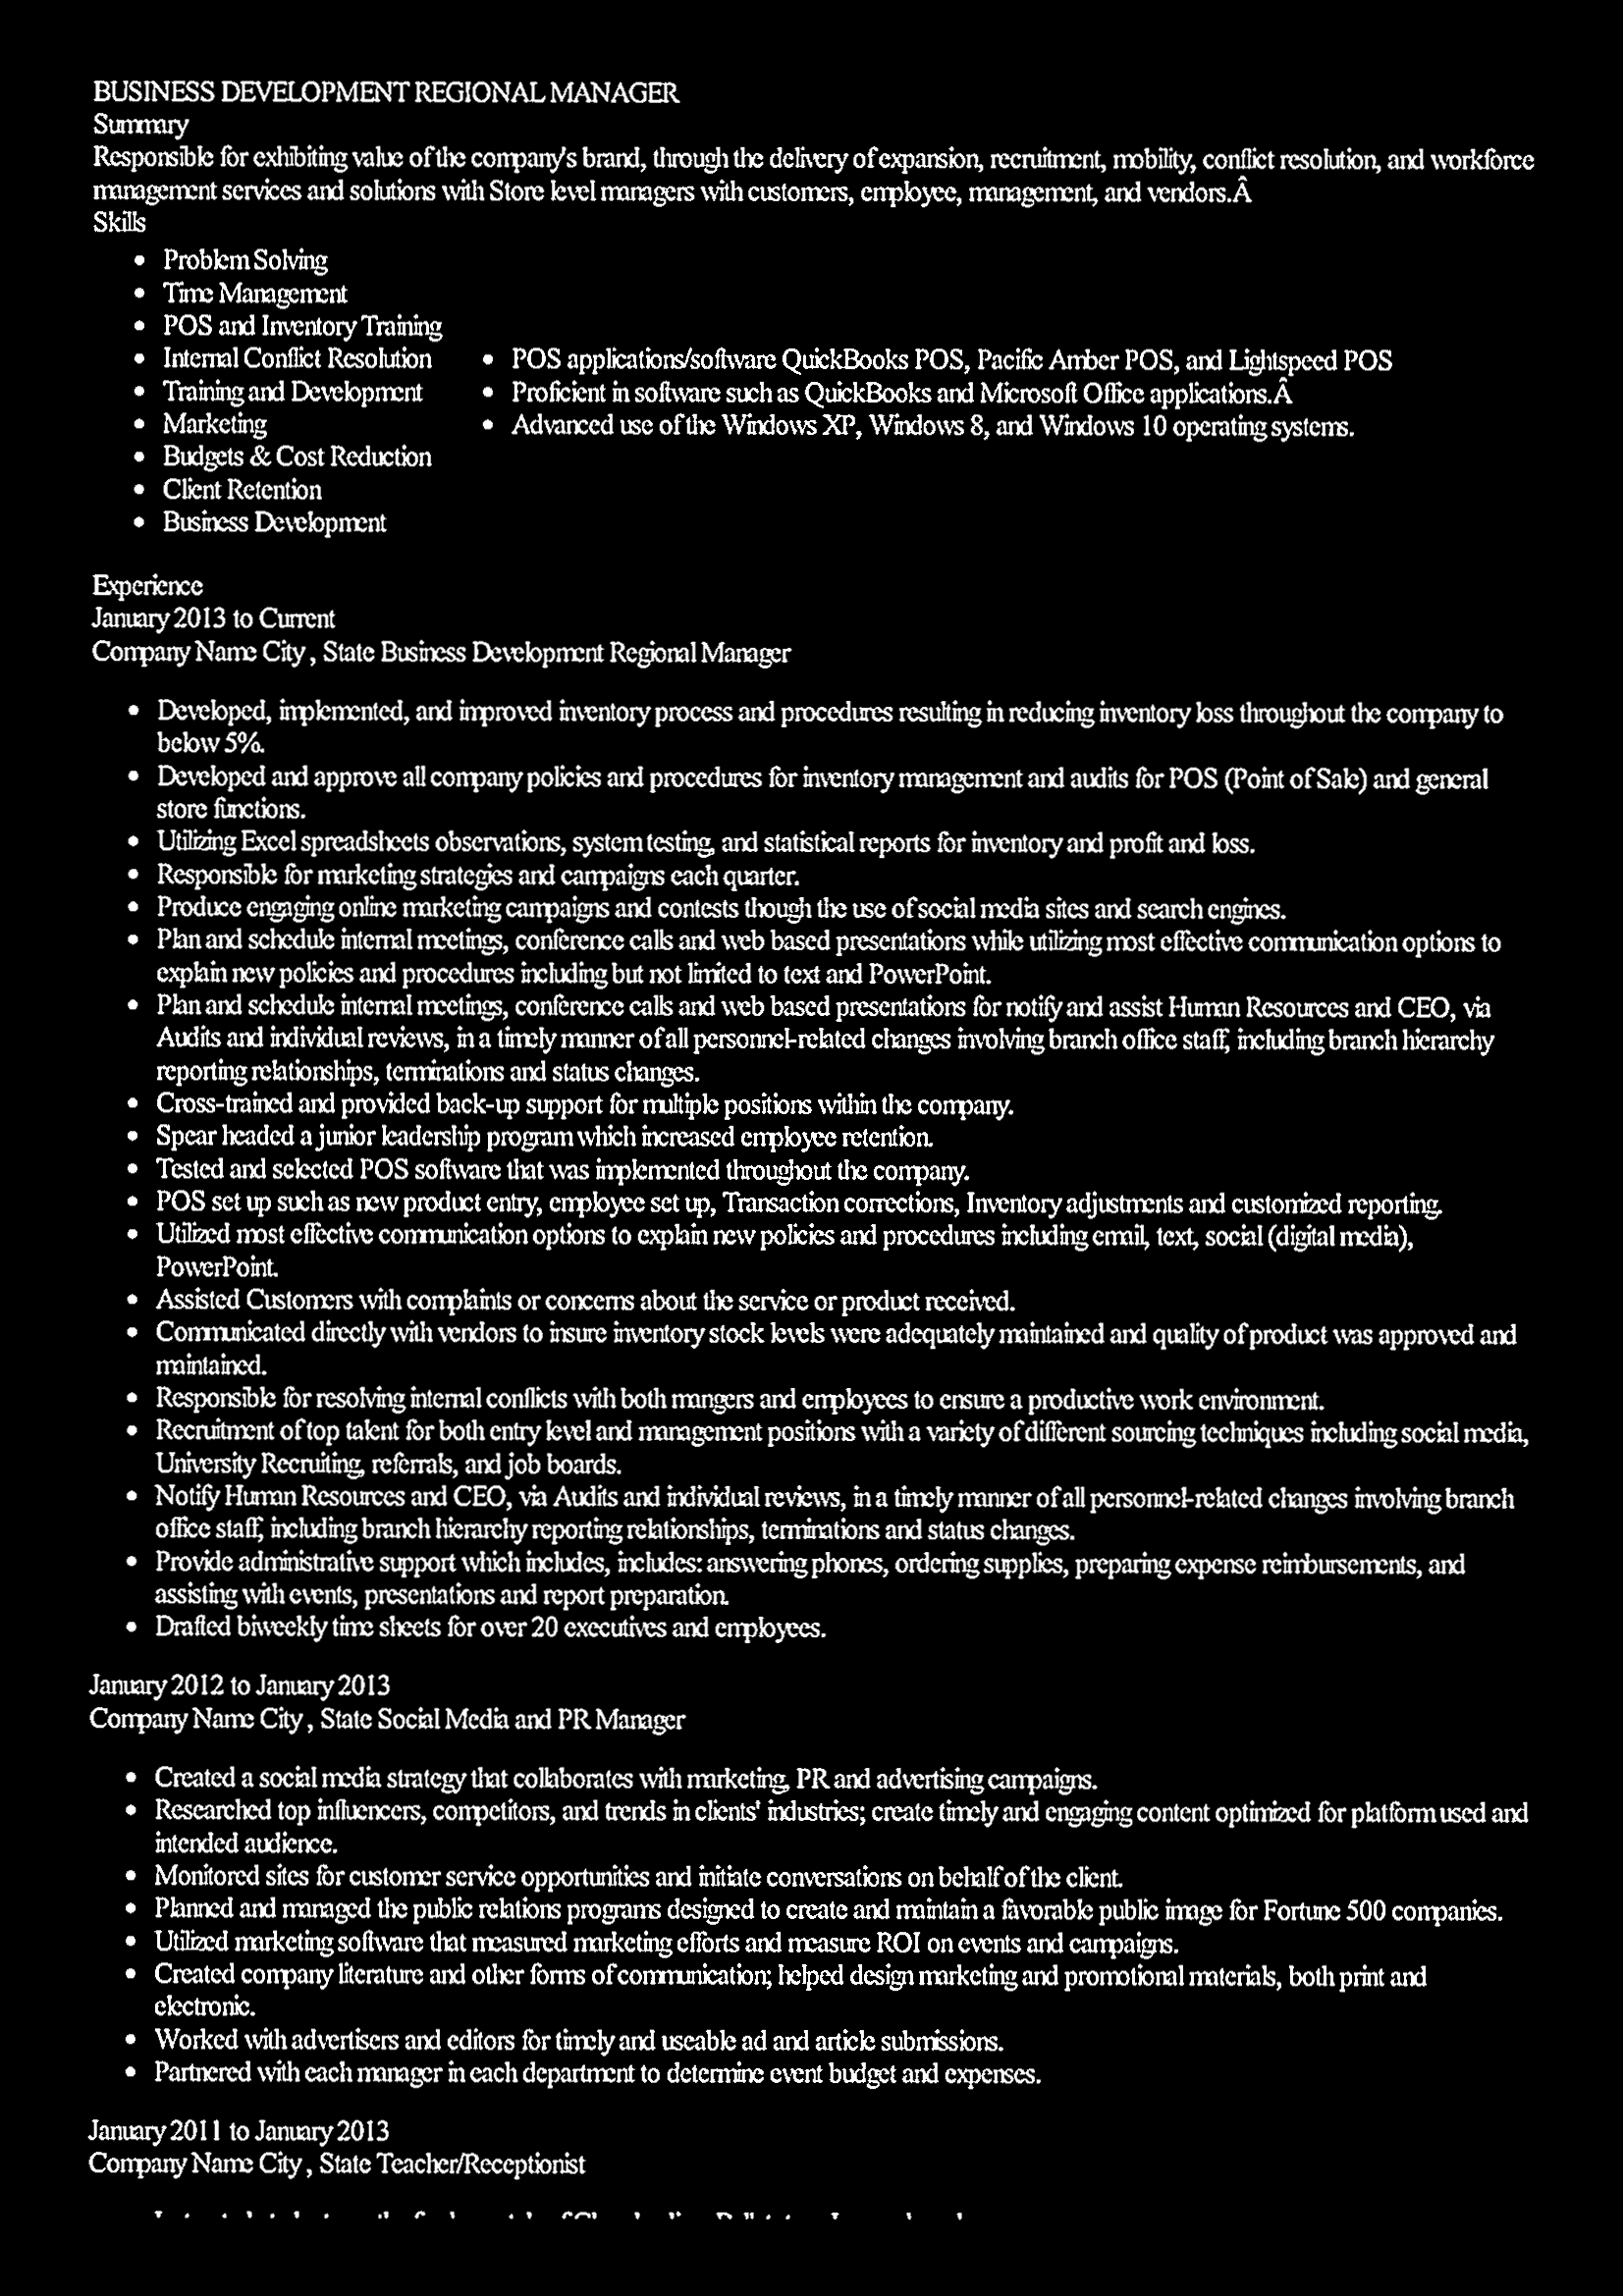 BUSINESS DEVELOPMENT REGIONAL MANAGER
Summary
Responsible for exhibiting value of the company's brand, through the delivery of expansion, recruitment, mobility, conflict resolution, and workforce
management services and solutions with Store level managers with customers, employee, management, and vendors.Â
Skills
• Problem Solving
• Time Management
• POS and Inventory Training
• Internal Conflict Resolution
• Training and Development
• Marketing
• Budgets & Cost Reduction
• Client Retention
• Business Development
• POS applications/software QuickBooks POS, Pacific Amber POS, and Lightspeed POS
• Proficient in software such as QuickBooks and Microsoft Office applications.Â
• Advanced use of the Windows XP, Windows 8, and Windows 10 operating systems.
Experience
January 2013 to Current
Company Name City , State Business Development Regional Manager
• Developed, implemented, and improved inventory process and procedures resulting in reducing inventory loss throughout the company to
below 5%.
• Developed and approve all company policies and procedures for inventory management and audits for POS (Point of Sale) and general
store functions.
• Utilizing Excel spreadsheets observations, system testing, and statistical reports for inventory and profit and loss.
• Responsible for marketing strategies and campaigns each quarter.
• Produce engaging online marketing campaigns and contests though the use of social media sites and search engines.
• Plan and schedule internal meetings, conference calls and web based presentations while utilizing most effective communication options to
explain new policies and procedures including but not limited to text and PowerPoint.
• Plan and schedule internal meetings, conference calls and web based presentations for notify and assist Human Resources and CEO, via
Audits and individual reviews, in a timely manner of all personnel-related changes involving branch office staff, including branch hierarchy
reporting relationships, terminations and status changes.
• Cross-trained and provided back-up support for multiple positions within the company.
• Spear headed a junior leadership program which increased employee retention.
• Tested and selected POS software that was implemented throughout the company.
• POS set up such as new product entry, employee set up, Transaction corrections, Inventory adjustments and customized reporting.
• Utilized most effective communication options to explain new policies and procedures including email, text, social (digital media),
PowerPoint.
• Assisted Customers with complaints or concerns about the service or product received.
• Communicated directly with vendors to insure inventory stock levels were adequately maintained and quality of product was approved and
maintained.
• Responsible for resolving internal conflicts with both mangers and employees to ensure a productive work environment.
• Recruitment of top talent for both entry level and management positions with a variety of different sourcing techniques including social media,
University Recruiting, referrals, and job boards.
• Notify Human Resources and CEO, via Audits and individual reviews, in a timely manner of all personnel-related changes involving branch
office staff, including branch hierarchy reporting relationships, terminations and status changes.
• Provide administrative support which includes, includes: answering phones, ordering supplies, preparing expense reimbursements, and
assisting with events, presentations and report preparation.
• Drafted biweekly time sheets for over 20 executives and employees.
January 2012 to January 2013
Company Name City , State Social Media and PR Manager
• Created a social media strategy that collaborates with marketing, PR and advertising campaigns.
• Researched top influencers, competitors, and trends in clients' industries; create timely and engaging content optimized for platform used and
intended audience.
• Monitored sites for customer service opportunities and initiate conversations on behalf of the client.
• Planned and managed the public relations programs designed to create and maintain a favorable public image for Fortune 500 companies.
• Utilized marketing software that measured marketing efforts and measure ROI on events and campaigns.
• Created company literature and other forms of communication; helped design marketing and promotional materials, both print and
electronic.
• Worked with advertisers and editors for timely and useable ad and article submissions.
• Partnered with each manager in each department to determine event budget and expenses.
January 2011 to January 2013
Company Name City , State Teacher/Receptionist